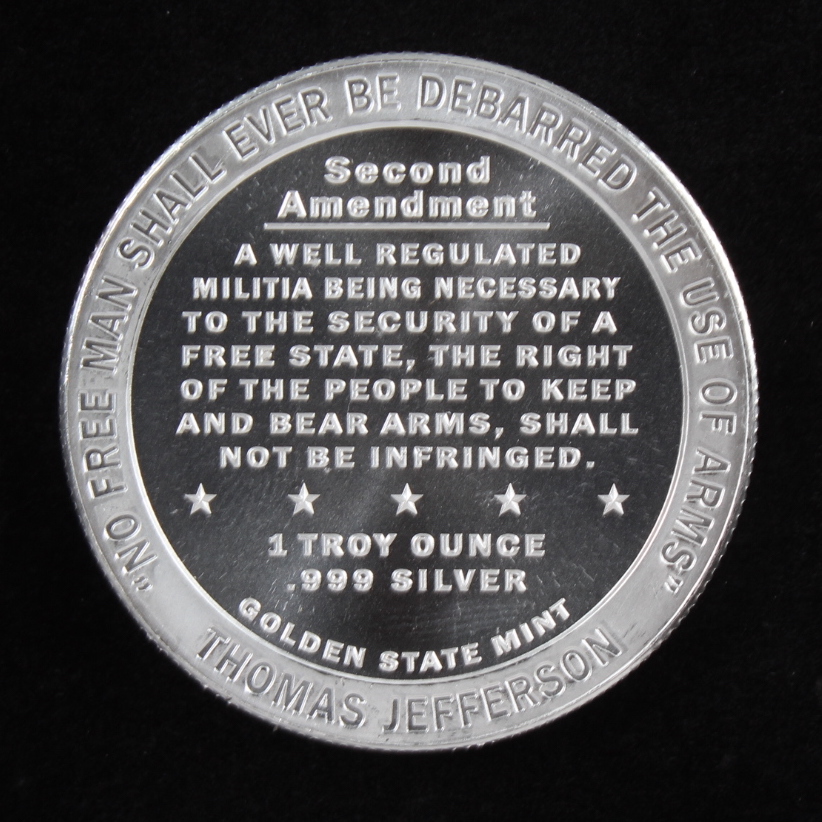 "NO FREE MAN SHALL EVER BE DEBARRED THE USE OF ARMS"
Second
Amendment
A WELL REGULATED
MILITIA BEING NECESSARY
TO THE SECURITY OF A
FREE STATE, THE RIGHT
OF THE PEOPLE TO KEEP
AND BEAR ARMS, SHALL
NOT BE INFRINGED.
1 TROY OUNCE
.999 SILVER
GOLDEN STATE MINT
THOMAS JEFFERSON